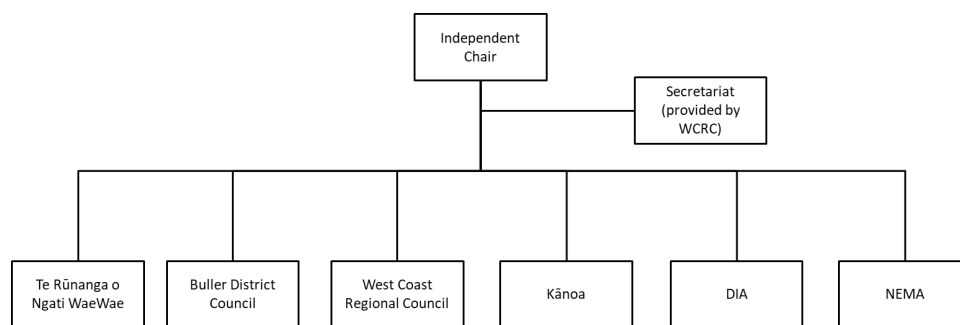 Independent
Chair
Secretariat
(provided by
WCRC)
Te Rūnanga o
Ngati WaeWae
Buller District
Council
West Coast
Regional Council
Kānoa
DIA
NEMA